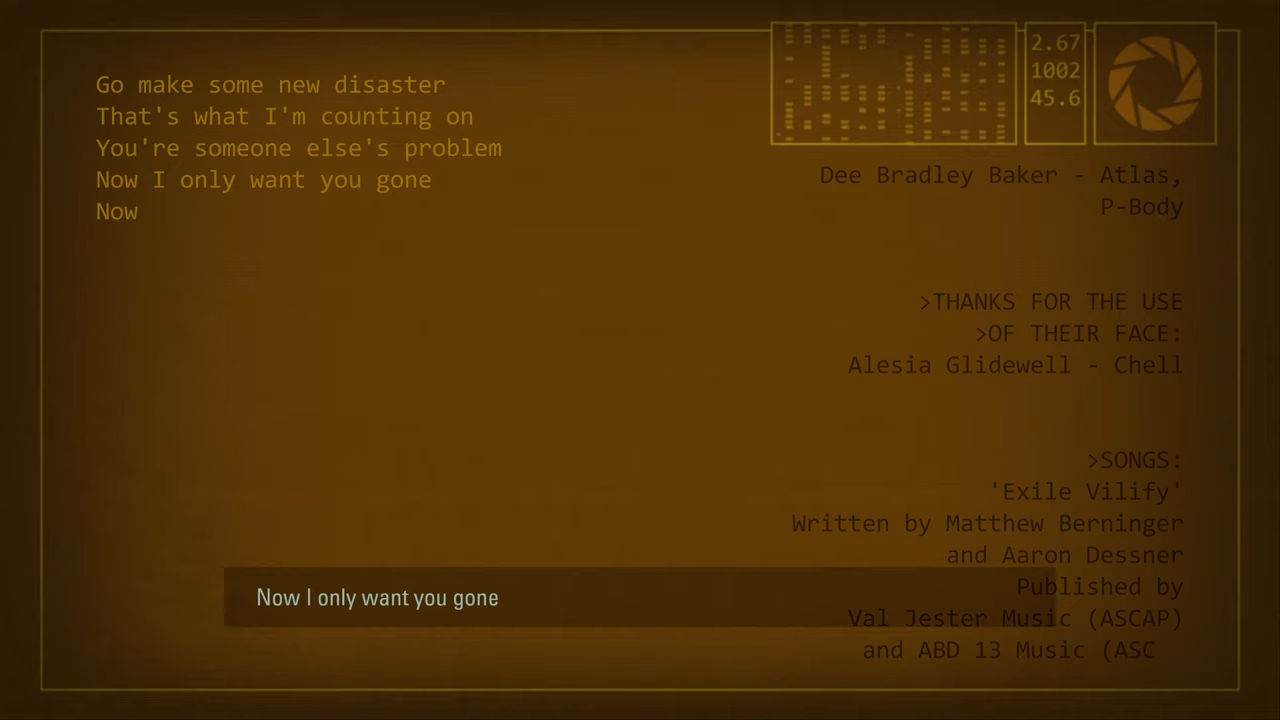 Go make some new disaster
That's what I'm counting on
You're someone else's problem
Now I only want you gone
Now
2.67
1002
45.6
Dee Bradley Baker - Atlas,
P-Body
>THANKS FOR THE USE
>OF THEIR FACE:
Alesia Glidewell - Chell
>SONGS:
'Exile Vilify'
Written by Matthew Berninger
and Aaron Dessner
Published by
Val Jester Music (ASCAP)
and ABD 13 Music (ASC
Now I only want you gone